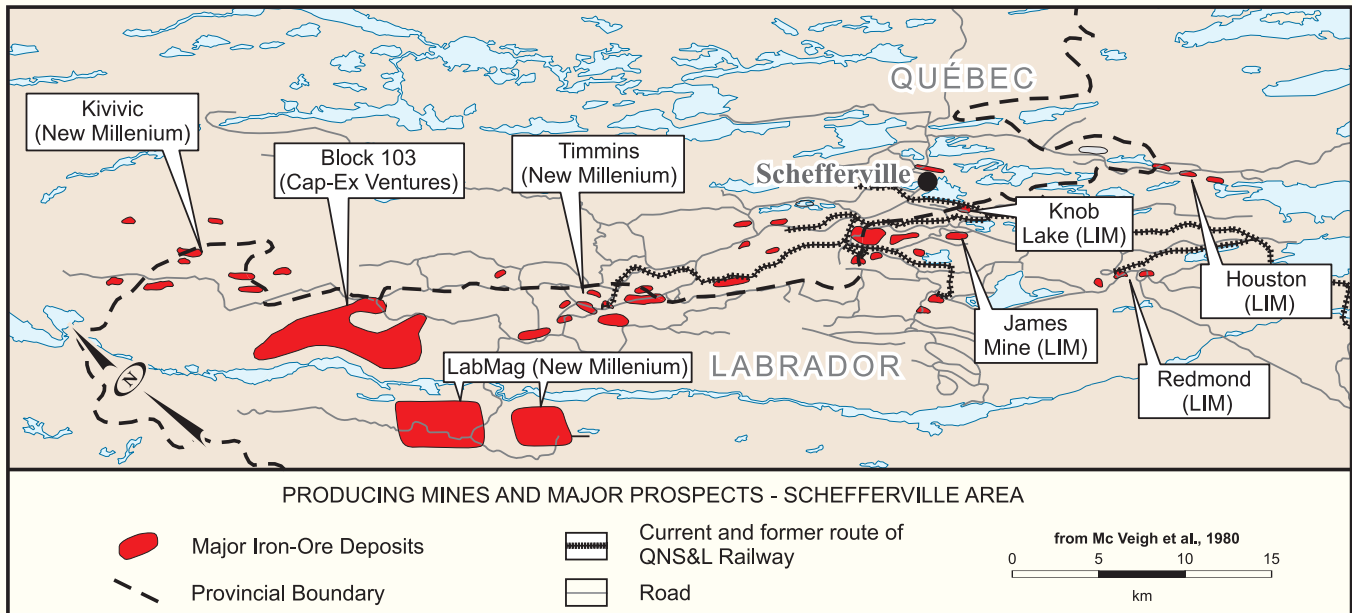 QUÉBEC
Kivivic
(New Millenium)
Block 103
(Cap-Ex Ventures)
Timmins
(New Millenium)
Schefferville
Knob
Lake (LIM)
Houston
(LIM)
James
Mine (LIM)
Redmond
(LIM)
LabMag (New Millenium)
LABRADOR
N
PRODUCING MINES AND MAJOR PROSPECTS - SCHEFFERVILLE AREA
Major Iron-Ore Deposits
Provincial Boundary
Current and former route of
QNS&L Railway
Road
from Mc Veigh et al., 1980
0 5 10 15
km